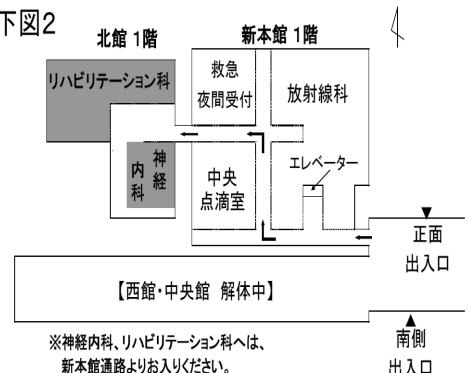 下図2
北館 1階
新本館 1階
リハビリテーション科
救急
夜間受付
放射線科
神経
内科
中央
点滴室
エレベーター
正面
出入口
【西館・中央館 解体中】
※神経内科、リハビリテーション科へは、
新本館通路よりお入りください。
南側
出入口